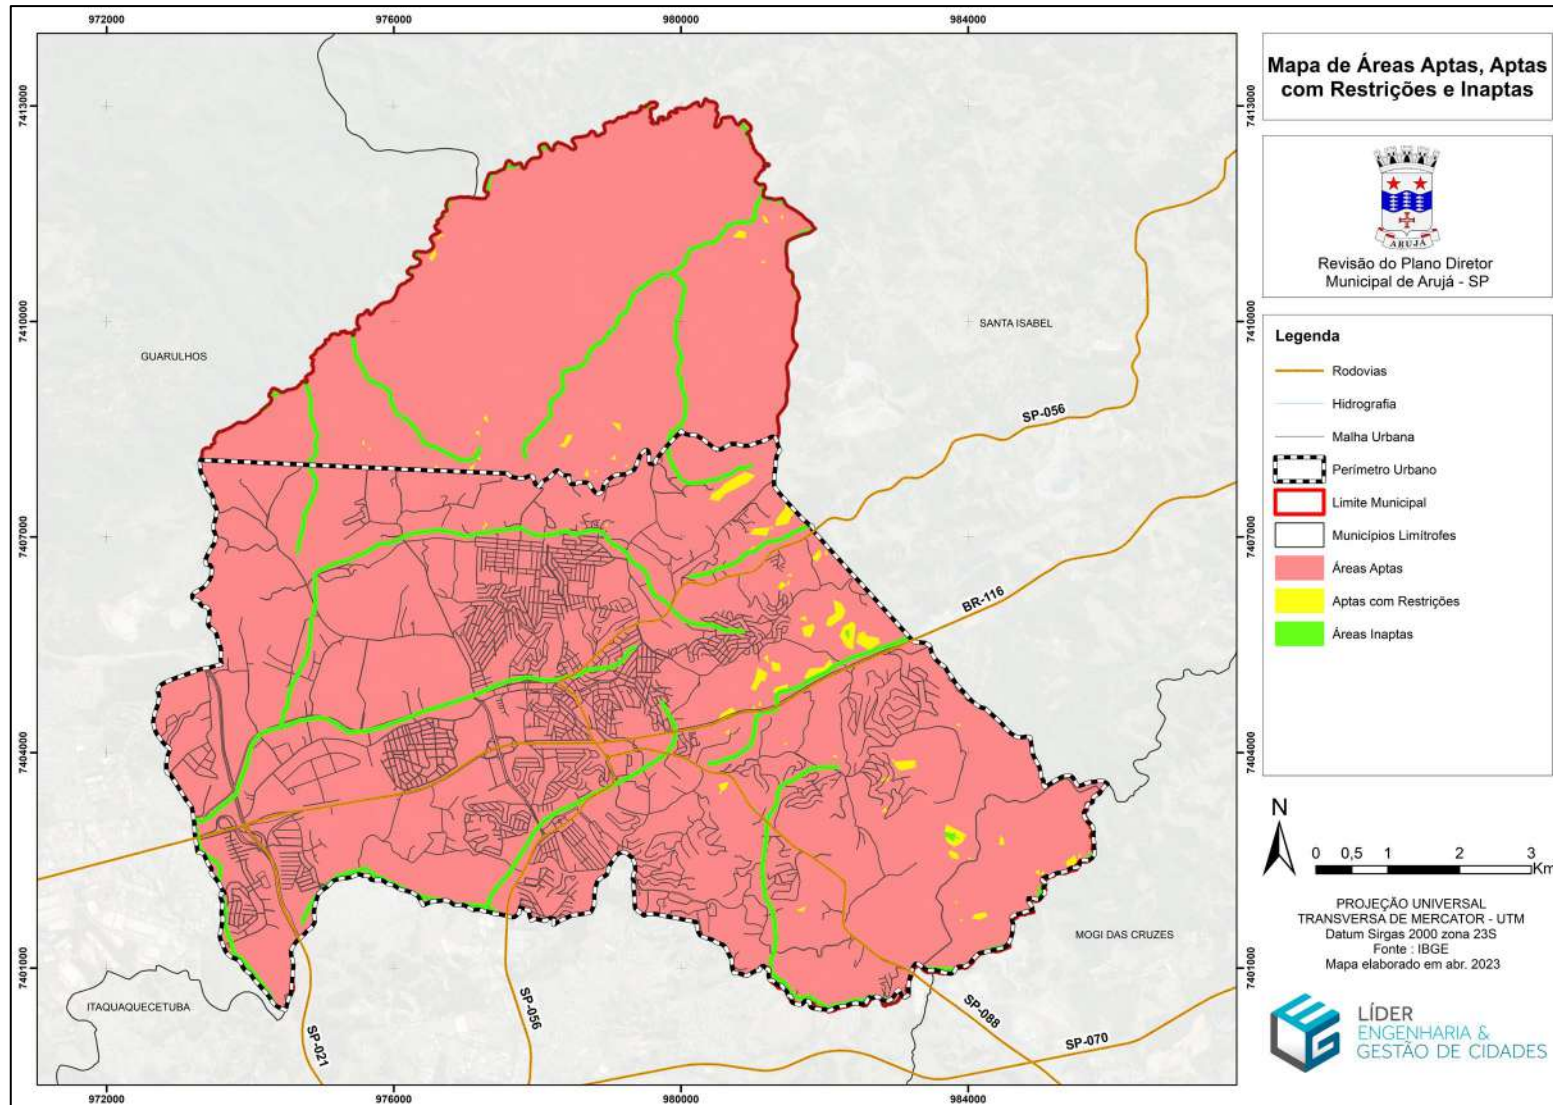 972000
976000
980000
984000
7413000
7410000
7407000
7404000
7401000
7413000
7410000
7407000
7404000
7401000
GUARULHOS
SANTA ISABEL
SP-056
BR-116
MOGI DAS CRUZES
ITAQUAQUECETUBA
SP-021
SP-056
SP-088
SP-070
972000
976000
980000
984000
Mapa de Áreas Aptas, Aptas
com Restrições e Inaptas
ARUJÁ
Revisão do Plano Diretor
Municipal de Arujá - SP
Legenda
Rodovias
Hidrografia
Malha Urbana
Perímetro Urbano
Limite Municipal
Municípios Limítrofes
Áreas Aptas
Aptas com Restrições
Áreas Inaptas
N
0 0,5 1 2 3
Km
PROJEÇÃO UNIVERSAL
TRANSVERSA DE MERCATOR - UTM
Datum Sirgas 2000 zona 23S
Fonte : IBGE
Mapa elaborado em abr. 2023
LÍDER
ENGENHARIA &
GESTÃO DE CIDADES